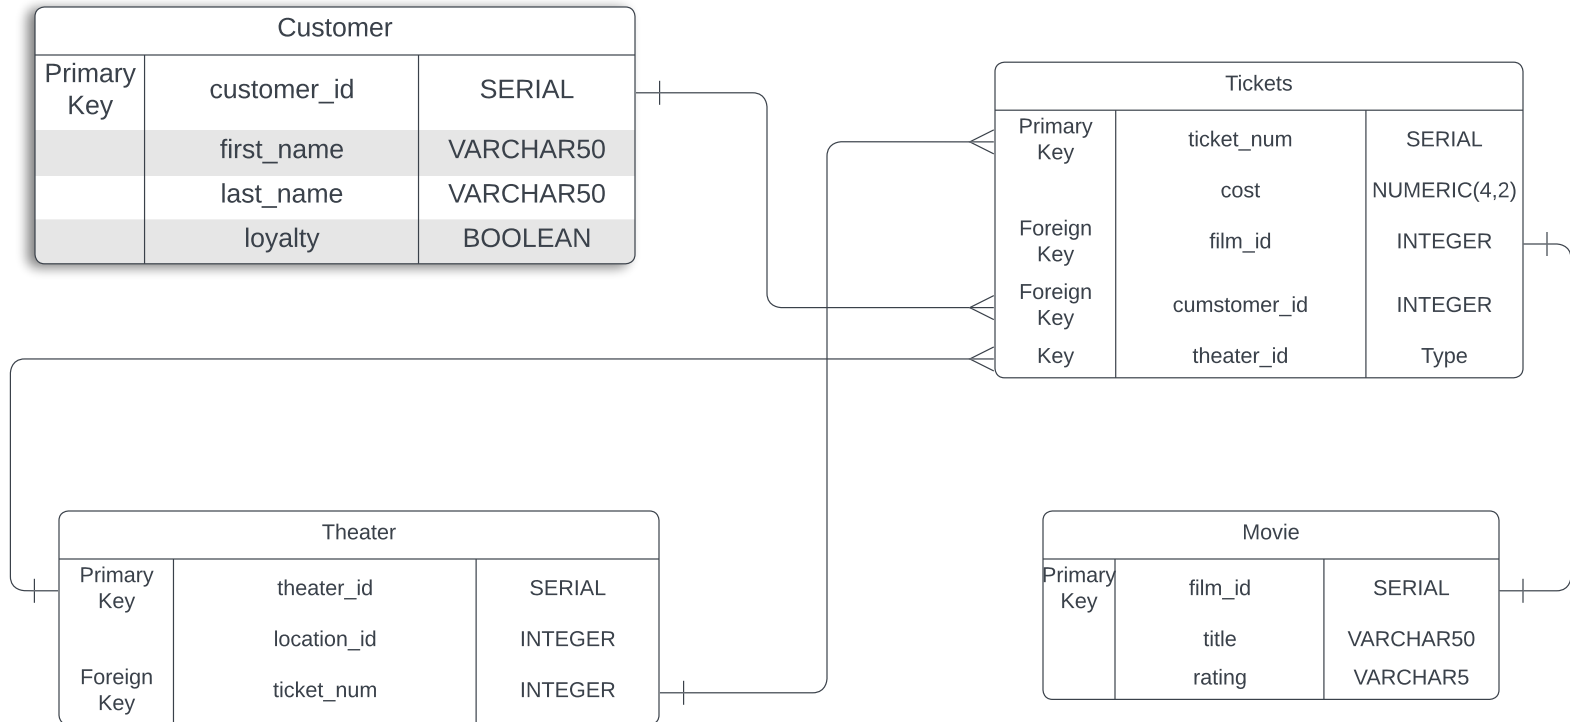 Customer
Primary
Key
customer_id
SERIAL
first_name
VARCHAR50
last_name
VARCHAR50
loyalty
BOOLEAN
Tickets
Primary
Key
ticket_num
SERIAL
cost
NUMERIC(4,2)
Foreign
Key
film_id
INTEGER
Foreign
Key
cumstomer_id
INTEGER
Key
theater_id
Type
Theater
Primary
Key
theater_id
SERIAL
location_id
INTEGER
Foreign
Key
ticket_num
INTEGER
Movie
Primary
Key
film_id
SERIAL
title
VARCHAR50
rating
VARCHAR5